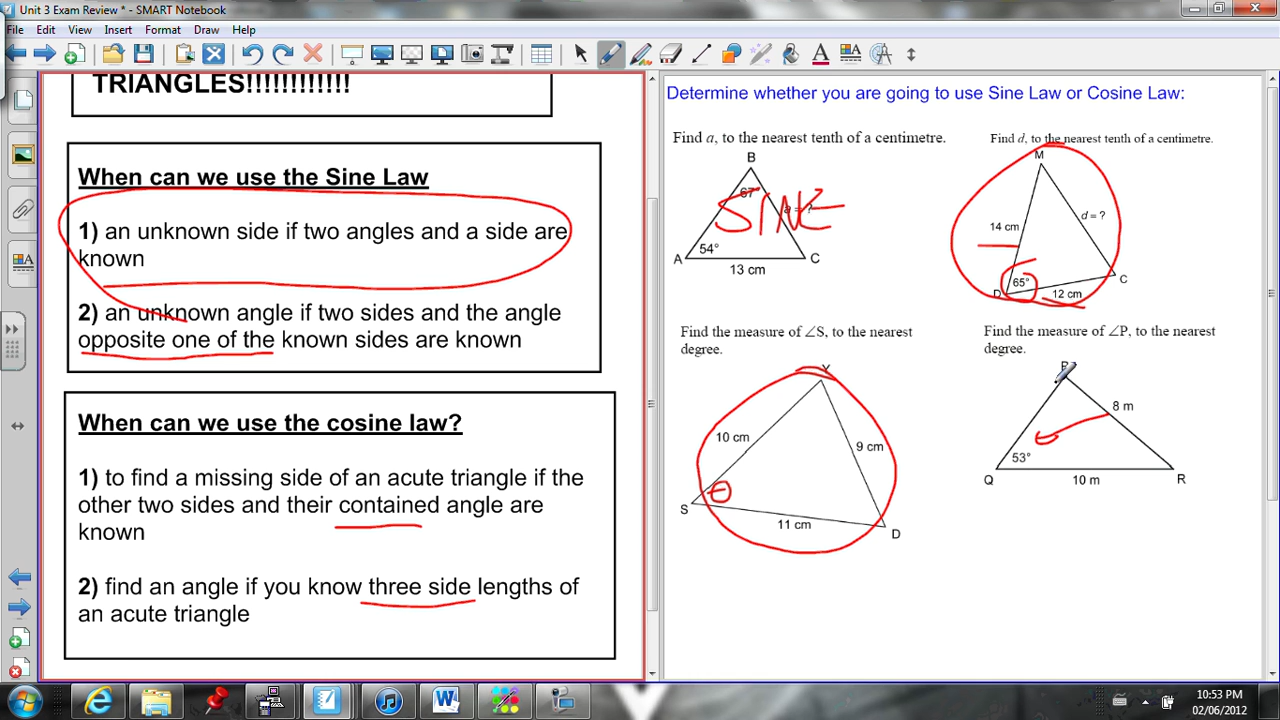 Unit 3 Exam Review * - SMART Notebook
File Edit View Insert Format Draw Help
TRIANGLES!!!!!!!!!!!!
When can we use the Sine Law
1) an unknown side if two angles and a side are
known
2) an unknown angle if two sides and the angle
opposite one of the known sides are known
When can we use the cosine law?
1) to find a missing side of an acute triangle if the
other two sides and their contained angle are
known
2) find an angle if you know three side lengths of
an acute triangle
Determine whether you are going to use Sine Law or Cosine Law:
Find a, to the nearest tenth of a centimetre.
B
67°
SINE
a = ?
A
54°
C
13 cm
Find d, to the nearest tenth of a centimetre.
M
14 cm
d = ?
65°
D
12 cm
C
Find the measure of ∠S, to the nearest
degree.
Y
10 cm
9 cm
θ
S
11 cm
D
Find the measure of ∠P, to the nearest
degree.
8 m
53°
Q
10 m
R
10:53 PM
02/06/2012